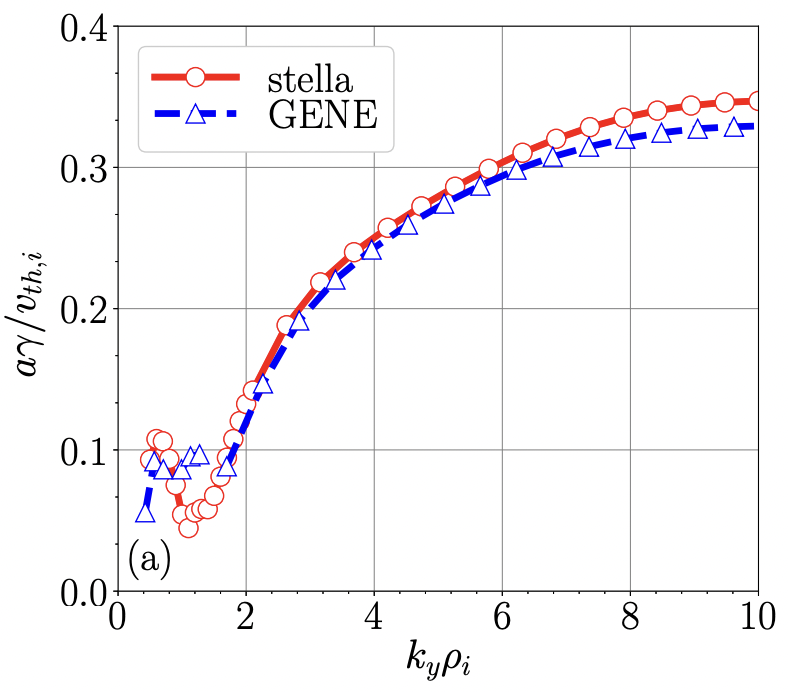 0.4
stella
GENE
0.3
0.2
0.1
(a)
0.0
0 2 4 6 8 10
aγ/v_{th,i}
k_yρ_i